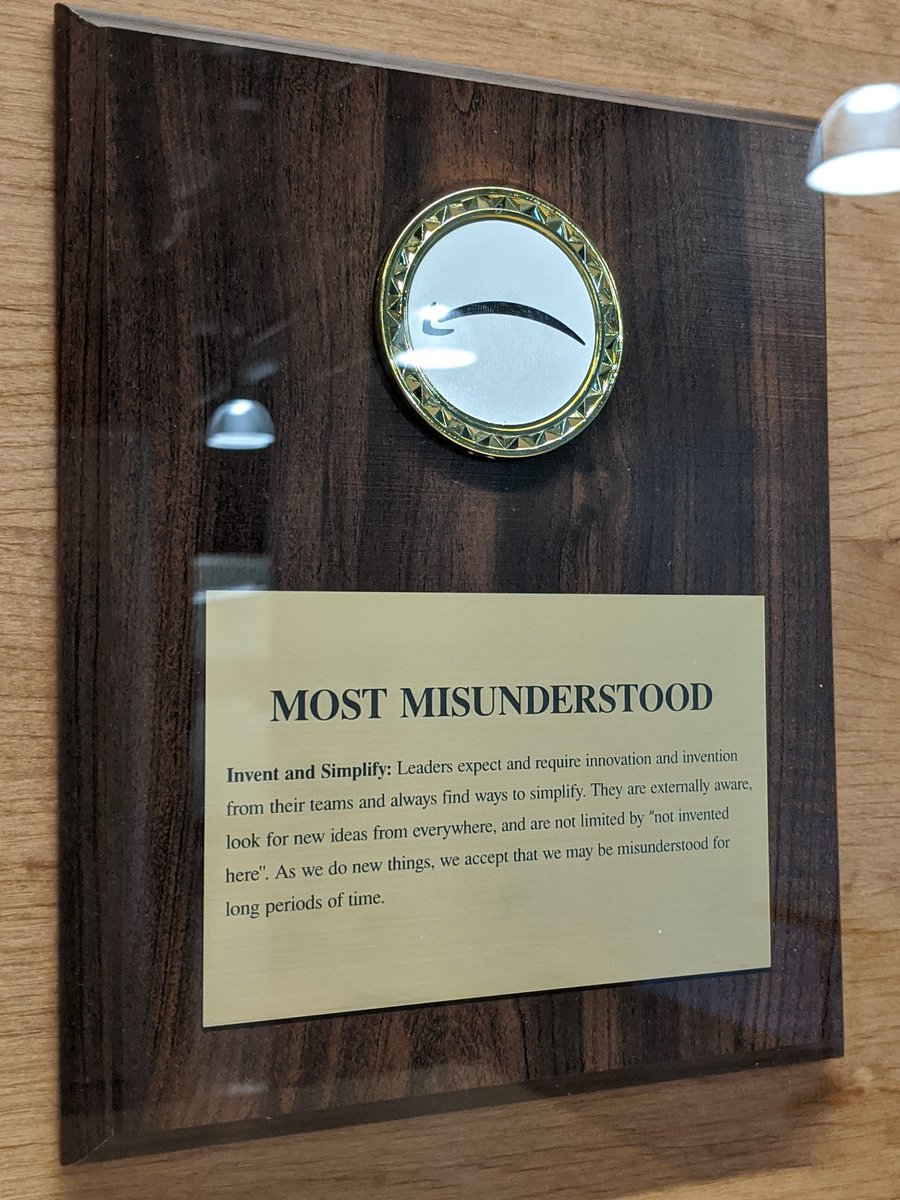 MOST MISUNDERSTOOD
Invent and Simplify: Leaders expect and require innovation and invention
from their teams and always find ways to simplify. They are externally aware,
look for new ideas from everywhere, and are not limited by "not invented
here". As we do new things, we accept that we may be misunderstood for
long periods of time.